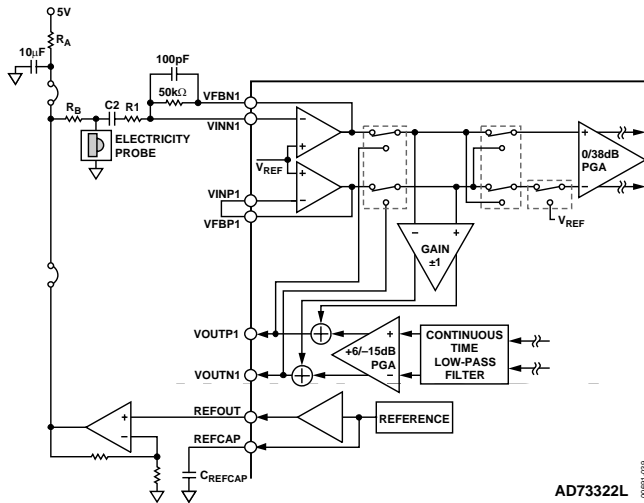 5V
RA
10µF
100pF
50kΩ
VFBN1
RB
C2
R1
VINN1
ELECTRICITY
PROBE
VREF
VINP1
VFBP1
0/38dB
PGA
VREF
GAIN
±1
VOUTP1
+6/–15dB
PGA
CONTINUOUS
TIME
LOW-PASS
FILTER
VOUTN1
REFOUT
REFERENCE
REFCAP
CREFCAP
AD73322L